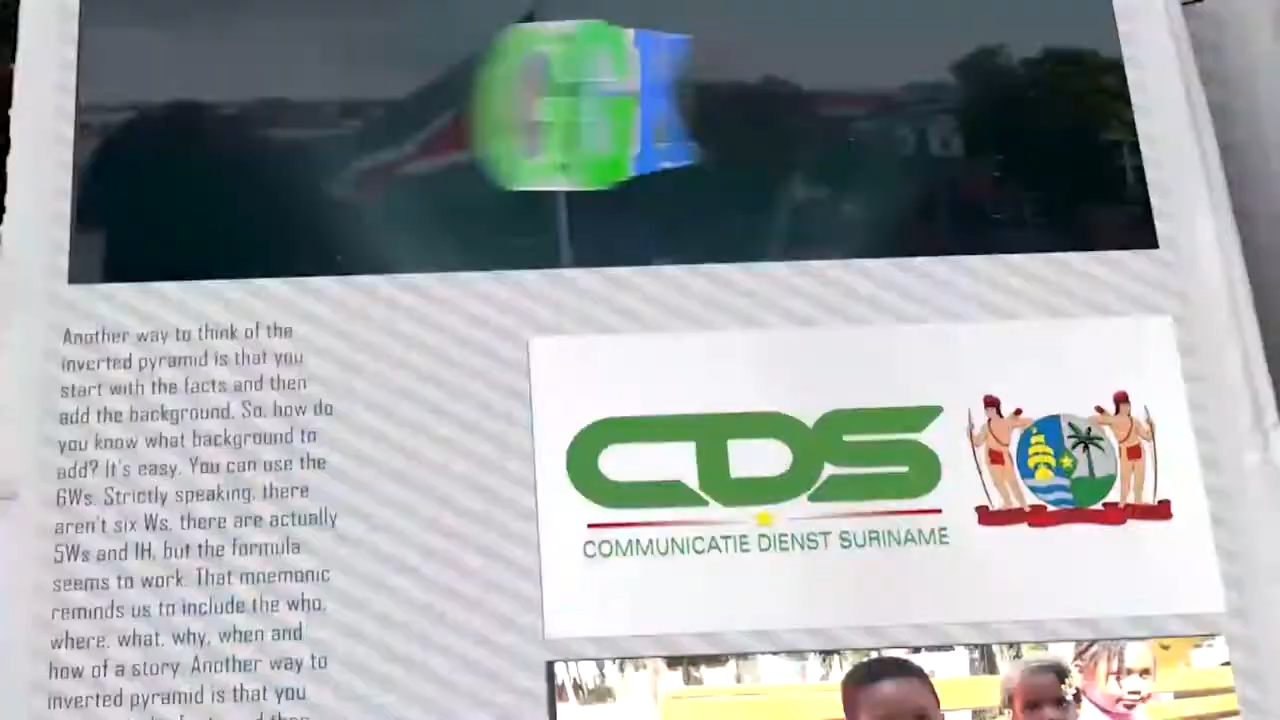 Another way to think of the
inverted pyramid is that you
start with the facts and then
add the background. So, how do
you know what background to
add? It's easy. You can use the
6Ws. Strictly speaking, there
aren't six Ws, there are actually
5Ws and 1H, but the formula
seems to work. That mnemonic
reminds us to include the who,
where, what, why, when and
how of a story. Another way to
inverted pyramid is that you
CDS
COMMUNICATIE DIENST SURINAME